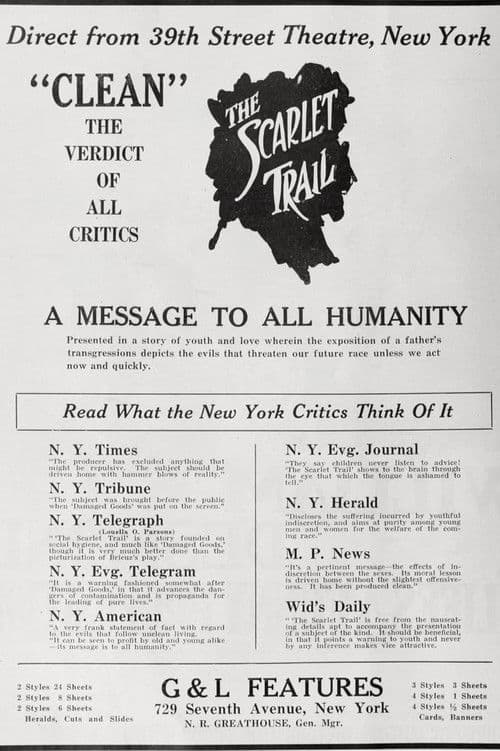 Direct from 39th Street Theatre, New York
"CLEAN"
THE
VERDICT
OF
ALL
CRITICS
THE
SCARLET
TRAIL
A MESSAGE TO ALL HUMANITY
Presented in a story of youth and love wherein the exposition of a father's
transgressions depicts the evils that threaten our future race unless we act
now and quickly.
Read What the New York Critics Think Of It
N. Y. Times
"The producer has excluded anything that
might be repulsive. The subject should be
driven home with hammer blows of reality."
N. Y. Tribune
"The subject was brought before the public
when 'Damaged Goods' was put on the screen."
N. Y. Telegraph
(Louella O. Parsons)
"'The Scarlet Trail' is a story founded on
social hygiene, and much like 'Damaged Goods,'
though it is very much better done than the
picturization of Brieux's play."
N. Y. Evg. Telegram
"It is a warning fashioned somewhat after
'Damaged Goods,' in that it advances the dan-
gers of contamination and is propaganda for
the leading of pure lives."
N. Y. American
"A very frank statement of fact with regard
to the evils that follow unclean living.
"It can be seen to profit by old and young alike
—its message is to all humanity."
N. Y. Evg. Journal
"They say children never listen to advice!
'The Scarlet Trail' shows to the brain through
the eye that which the tongue is ashamed to
tell."
N. Y. Herald
"Discloses the suffering incurred by youthful
indiscretion, and aims at purity among young
men and women for the welfare of the com-
ing race."
M. P. News
"It's a pertinent message—the effects of in-
discretion between the sexes. Its moral lesson
is driven home without the slightest offensive-
ness. It has been produced clean."
Wid's Daily
"'The Scarlet Trail' is free from the nauseat-
ing details apt to accompany the presentation
of a subject of the kind. It should be beneficial,
in that it points a warning to youth and never
by any inference makes vice attractive.
2 Styles 24 Sheets
2 Styles 8 Sheets
2 Styles 6 Sheets
Heralds, Cuts and Slides
G & L FEATURES
729 Seventh Avenue, New York
N. R. GREATHOUSE, Gen. Mgr.
3 Styles 3 Sheets
4 Styles 1 Sheets
4 Styles ½ Sheets
Cards, Banners